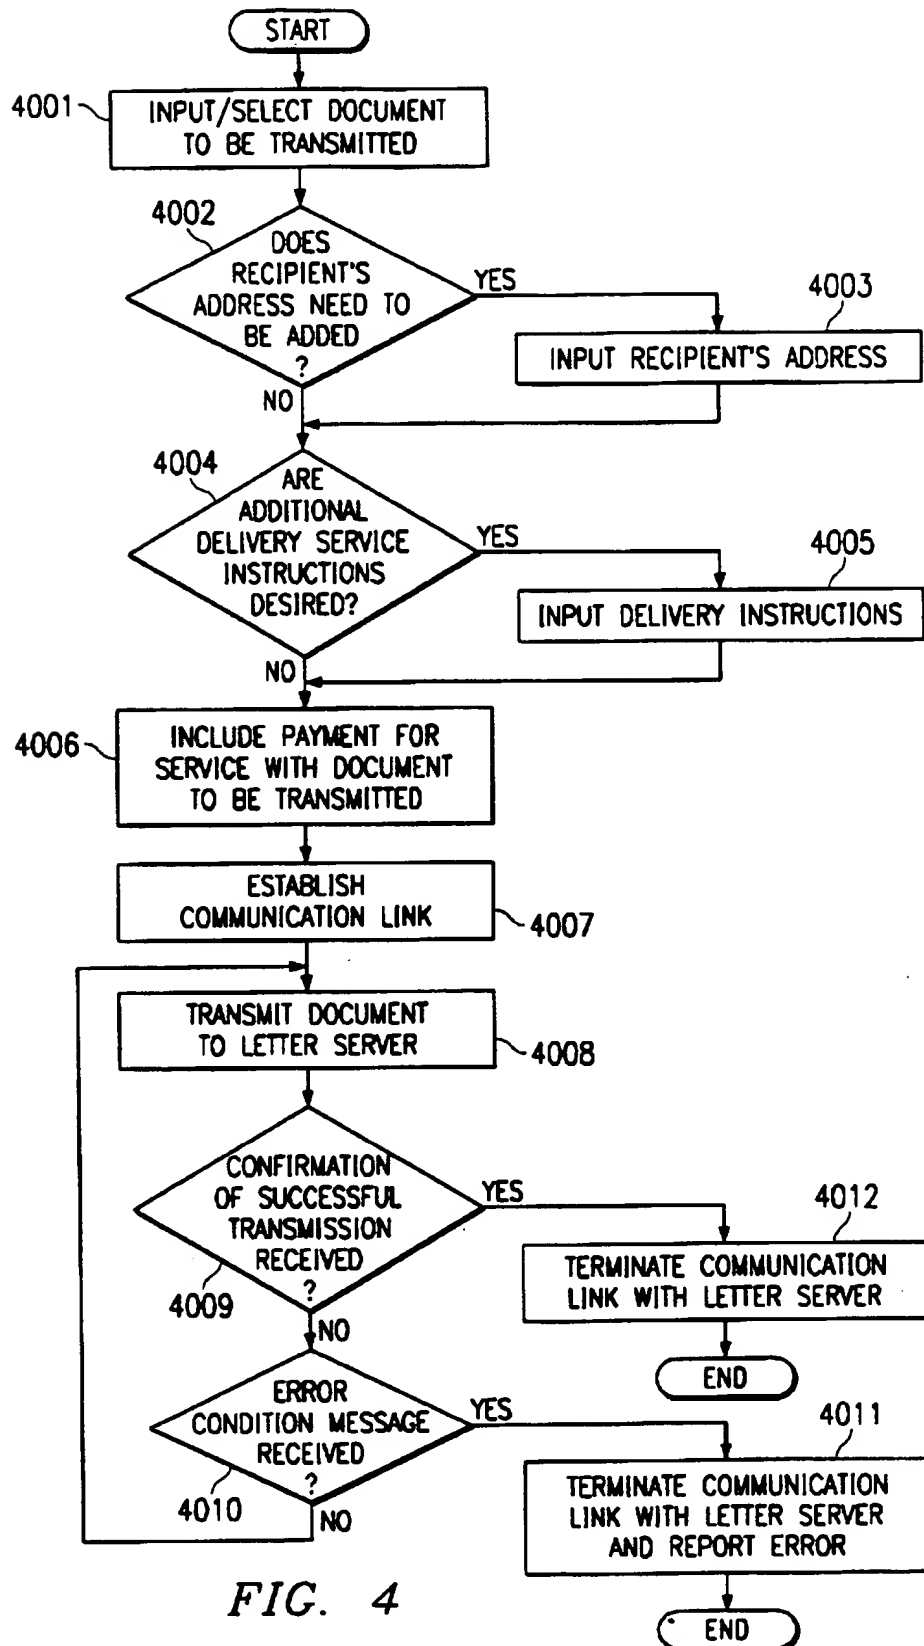 START
4001
INPUT/SELECT DOCUMENT
TO BE TRANSMITTED
4002
DOES
RECIPIENT'S
ADDRESS NEED TO
BE ADDED
?
YES
NO
4003
INPUT RECIPIENT'S ADDRESS
4004
ARE
ADDITIONAL
DELIVERY SERVICE
INSTRUCTIONS
DESIRED?
YES
NO
4005
INPUT DELIVERY INSTRUCTIONS
4006
INCLUDE PAYMENT FOR
SERVICE WITH DOCUMENT
TO BE TRANSMITTED
ESTABLISH
COMMUNICATION LINK
4007
TRANSMIT DOCUMENT
TO LETTER SERVER
4008
CONFIRMATION
OF SUCCESSFUL
TRANSMISSION
RECEIVED
?
4009
YES
NO
4012
TERMINATE COMMUNICATION
LINK WITH LETTER SERVER
END
ERROR
CONDITION MESSAGE
RECEIVED
?
4010
YES
NO
4011
TERMINATE COMMUNICATION
LINK WITH LETTER SERVER
AND REPORT ERROR
END
FIG. 4